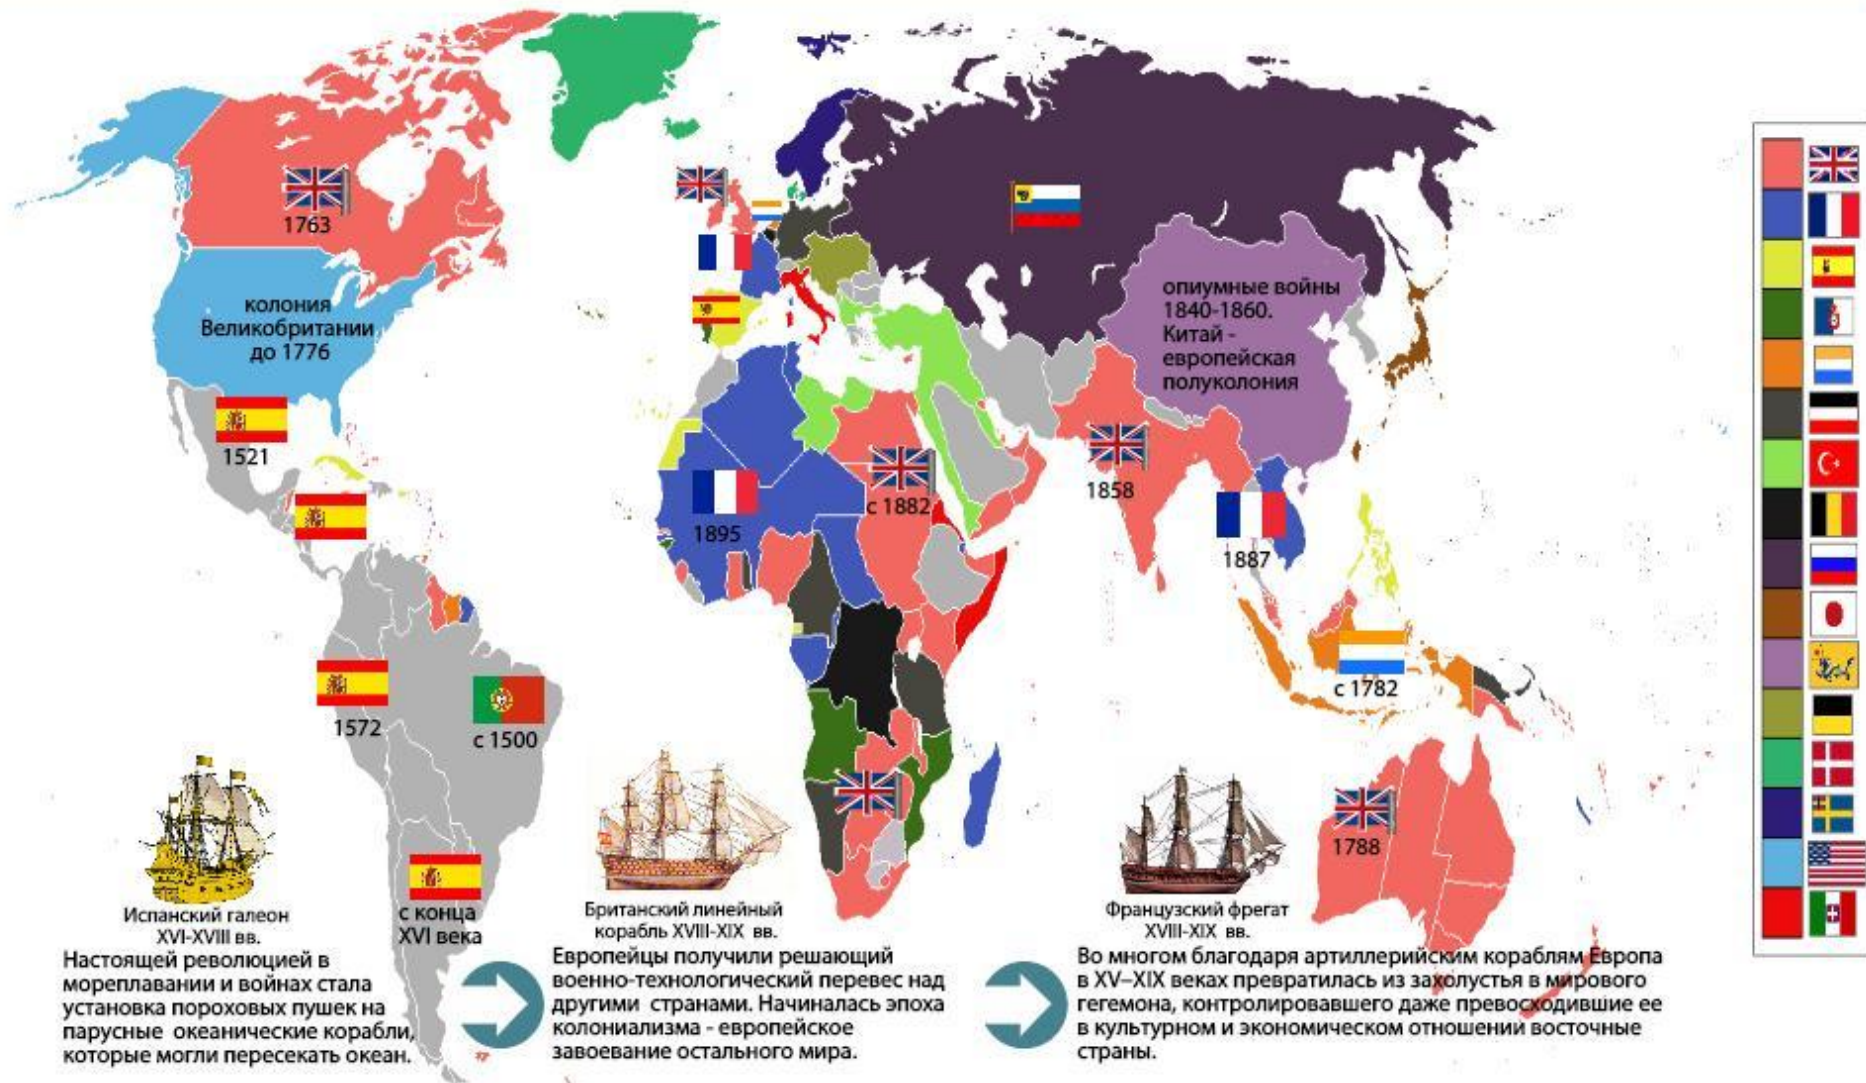 1763
колония
Великобритании
до 1776
1521
1572
с 1500
с конца
XVI века
1895
с 1882
1858
1887
опиумные войны
1840-1860.
Китай -
европейская
полуколония
с 1782
1788
Испанский галеон
XVI-XVIII вв.
Настоящей революцией в
мореплавании и войнах стала
установка пороховых пушек на
парусные океанические корабли,
которые могли пересекать океан.
Британский линейный
корабль XVIII-XIX вв.
Европейцы получили решающий
военно-технологический перевес над
другими странами. Начиналась эпоха
колониализма - европейское
завоевание остального мира.
Французский фрегат
XVIII-XIX вв.
Во многом благодаря артиллерийским кораблям Европа
в XV–XIX веках превратилась из захолустья в мирового
гегемона, контролировавшего даже превосходившие ее
в культурном и экономическом отношении восточные
страны.